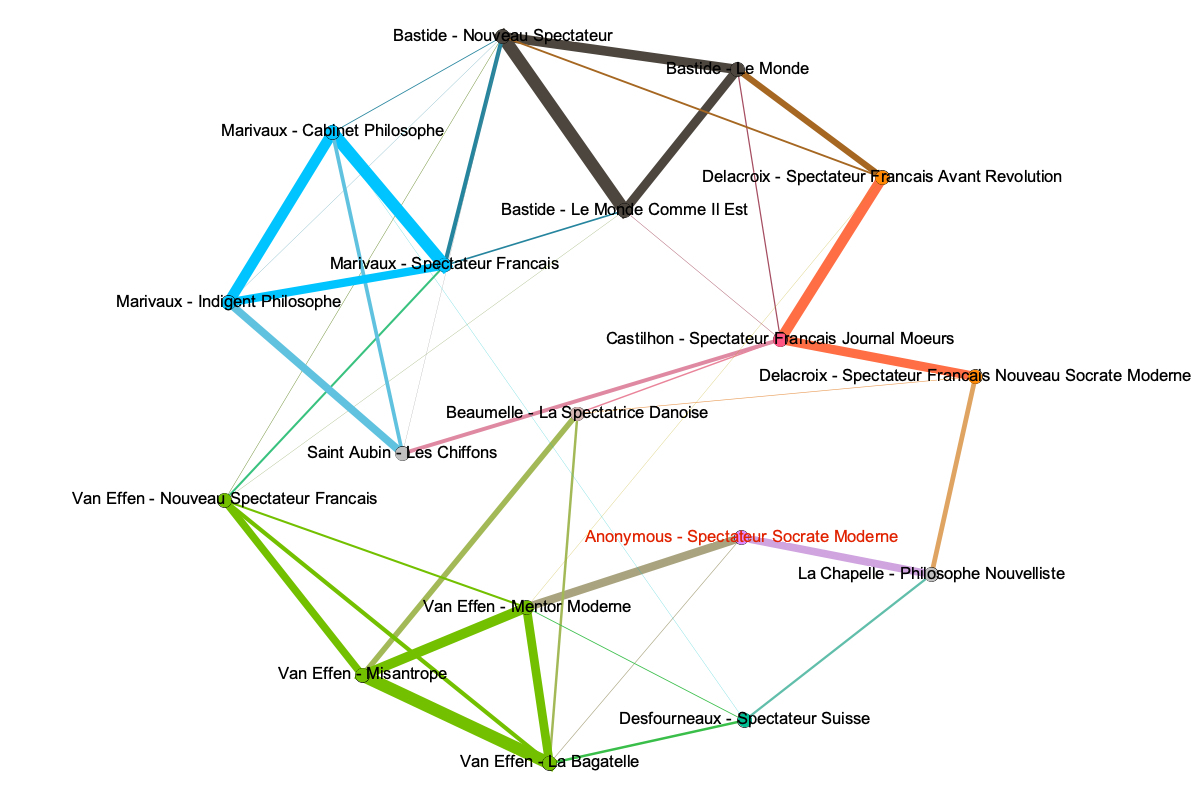 Bastide - Nouveau Spectateur
Bastide - Le Monde
Marivaux - Cabinet Philosophe
Delacroix - Spectateur Francais Avant Revolution
Bastide - Le Monde Comme Il Est
Marivaux - Spectateur Francais
Marivaux - Indigent Philosophe
Castilhon - Spectateur Francais Journal Moeurs
Delacroix - Spectateur Francais Nouveau Socrate Moderne
Beaumelle - La Spectatrice Danoise
Saint Aubin - Les Chiffons
Van Effen - Nouveau Spectateur Francais
Anonymous - Spectateur Socrate Moderne
La Chapelle - Philosophe Nouvelliste
Van Effen - Mentor Moderne
Van Effen - Misantrope
Desfourneaux - Spectateur Suisse
Van Effen - La Bagatelle